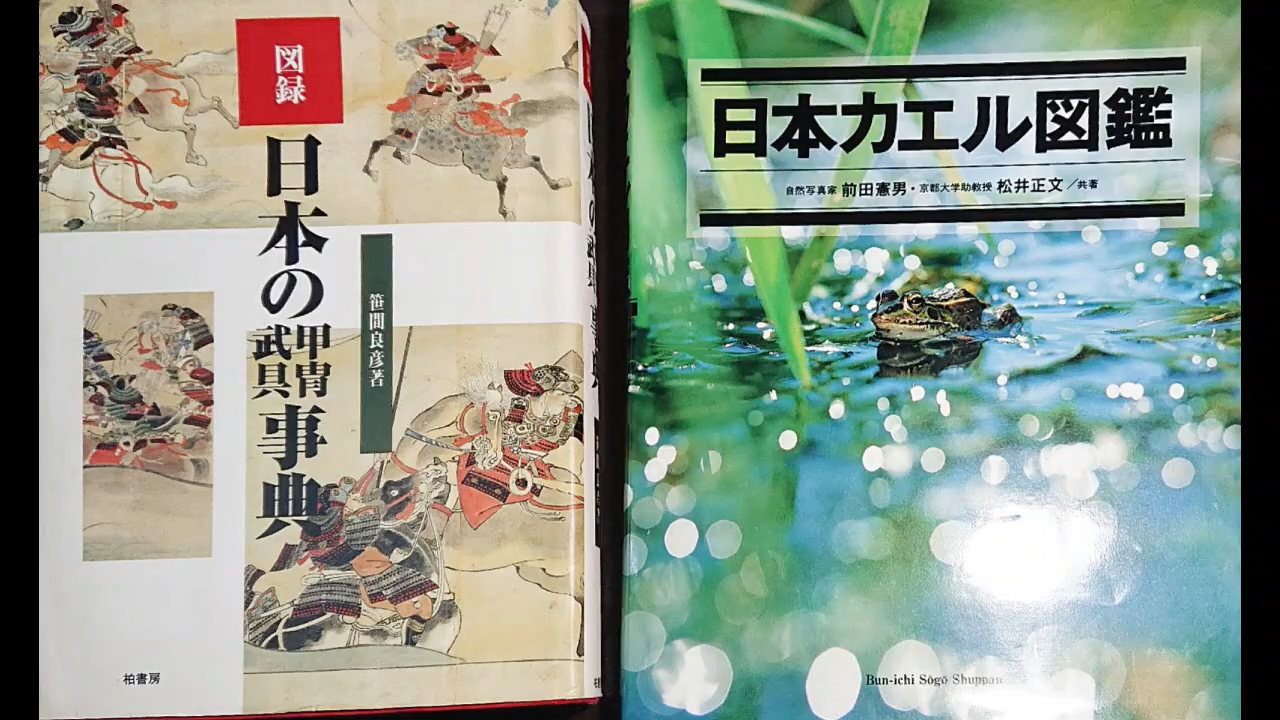 図録
日本の甲冑武具事典
笹間良彦著
柏書房
日本カエル図鑑
自然写真家 前田憲男・京都大学助教授 松井正文/共著
Bun-ichi Sōgō Shuppan